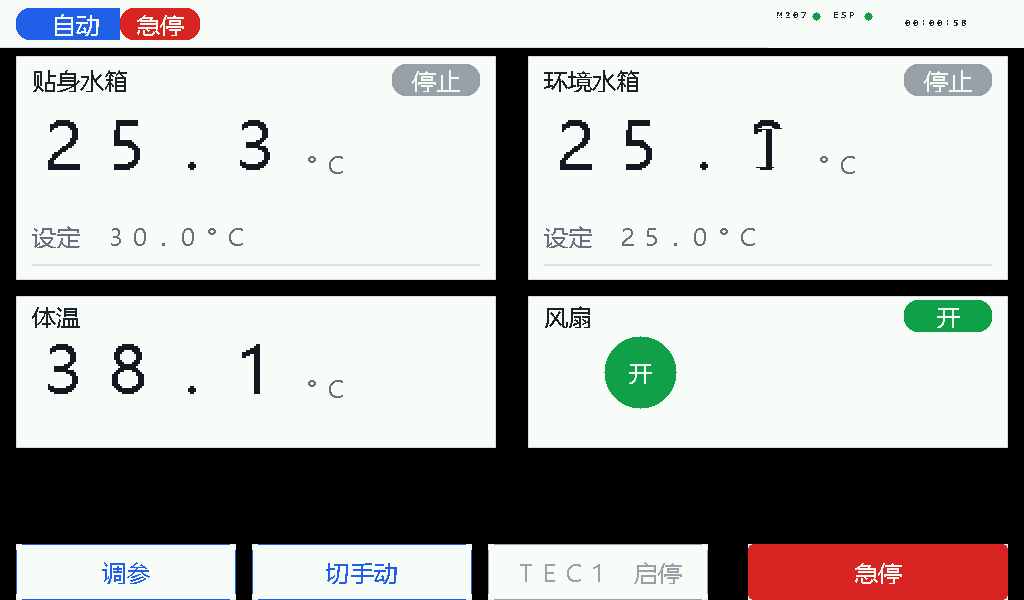 自动 急停 M207 ESP 00:00:58
贴身水箱 停止
25.3 °C
设定 30.0°C
环境水箱 停止
25.1 °C
设定 25.0°C
体温
38.1 °C
风扇 开
开
调参 切手动 TEC1 启停 急停